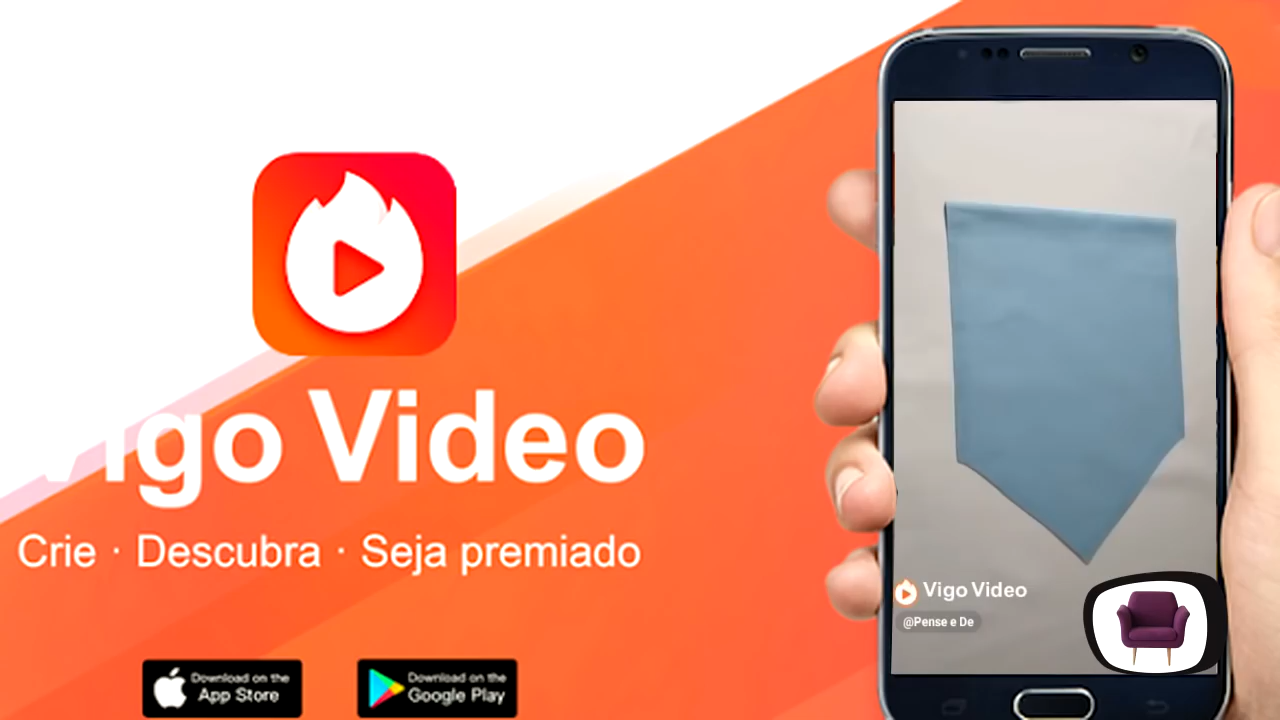 Vigo Video
Crie · Descubra · Seja premiado
Download on the
App Store
Download on the
Google Play
Vigo Video
@Pense e De